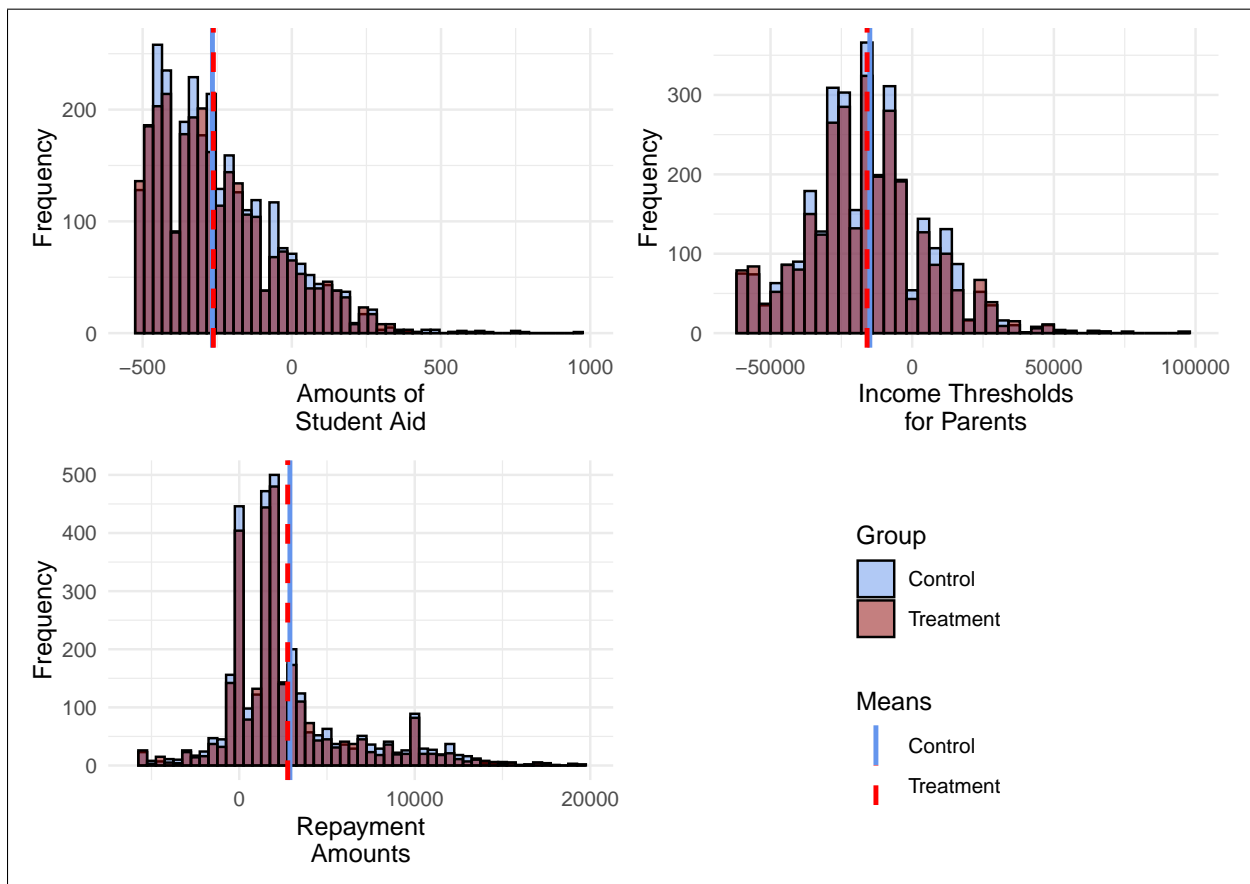 Frequency
200
100
0
−500
0
500
1000
Amounts of
Student Aid
Frequency
300
200
100
0
−50000
0
50000
100000
Income Thresholds
for Parents
Frequency
500
400
300
200
100
0
0
10000
20000
Repayment
Amounts
Group
Control
Treatment
Means
Control
Treatment